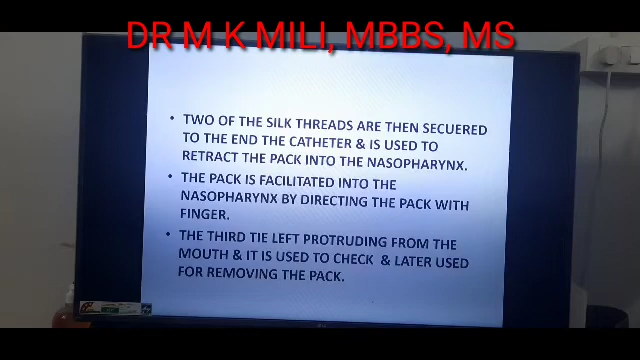 DR M K MILI, MBBS, MS
• TWO OF THE SILK THREADS ARE THEN SECUERED
TO THE END THE CATHETER & IS USED TO
RETRACT THE PACK INTO THE NASOPHARYNX.
• THE PACK IS FACILITATED INTO THE
NASOPHARYNX BY DIRECTING THE PACK WITH
FINGER.
• THE THIRD TIE LEFT PROTRUDING FROM THE
MOUTH & IT IS USED TO CHECK & LATER USED
FOR REMOVING THE PACK.